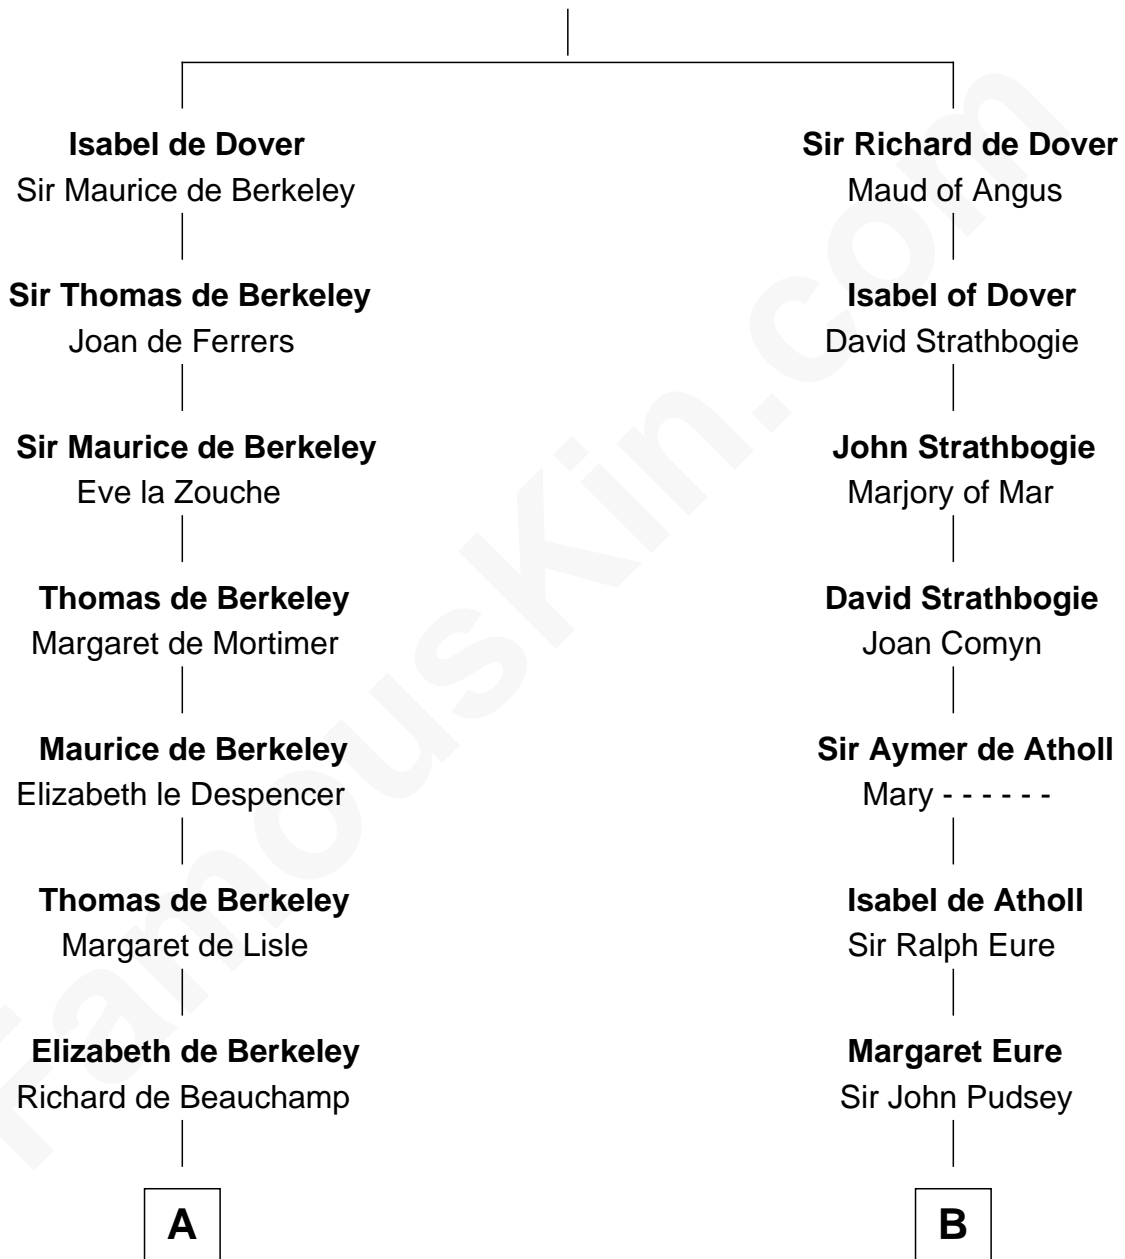 Isabel de Dover
Sir Maurice de Berkeley
Sir Thomas de Berkeley
Joan de Ferrers
Sir Maurice de Berkeley
Eve la Zouche
Thomas de Berkeley
Margaret de Mortimer
Maurice de Berkeley
Elizabeth le Despencer
Thomas de Berkeley
Margaret de Lisle
Elizabeth de Berkeley
Richard de Beauchamp
A
Sir Richard de Dover
Maud of Angus
Isabel of Dover
David Strathbogie
John Strathbogie
Marjory of Mar
David Strathbogie
Joan Comyn
Sir Aymer de Atholl
Mary - - - - - -
Isabel de Atholl
Sir Ralph Eure
Margaret Eure
Sir John Pudsey
B
FamousKin.com